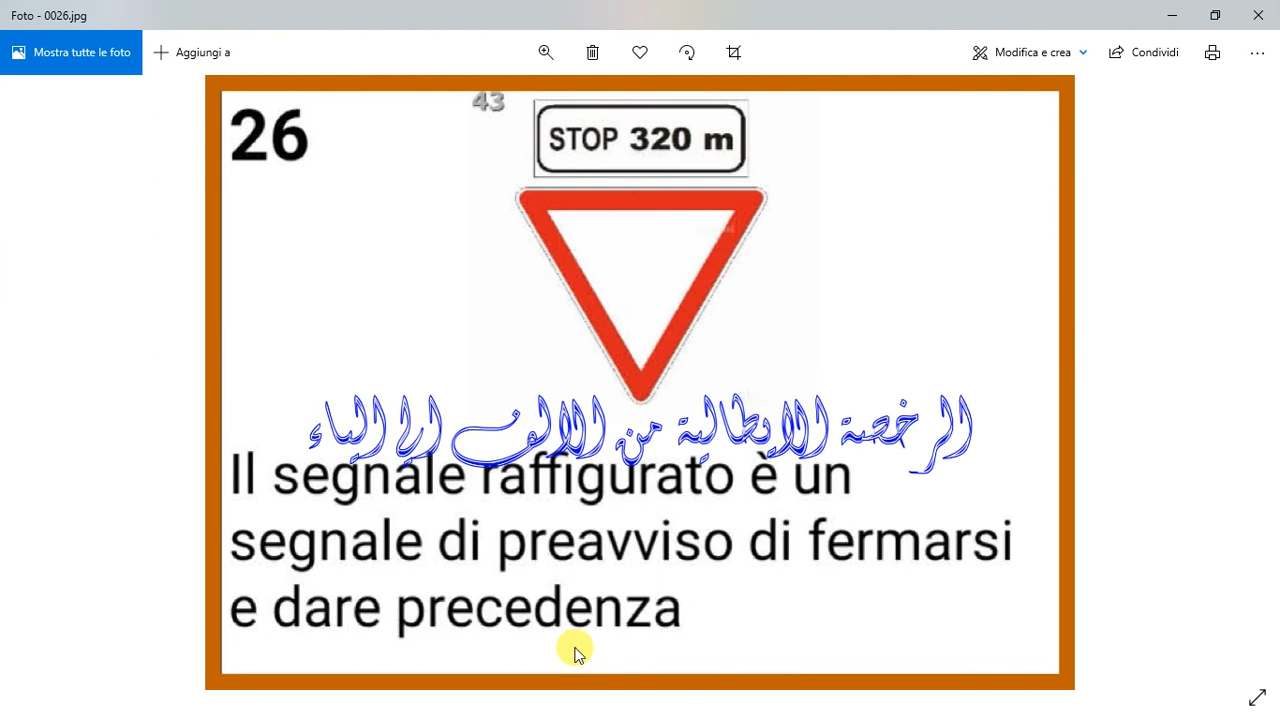 Foto - 0026.jpg
Mostra tutte le foto
Aggiungi a
Modifica e crea
Condividi
43
26
STOP 320 m
الرخصة الايطالية من الالف الى الياء
Il segnale raffigurato è un
segnale di preavviso di fermarsi
e dare precedenza